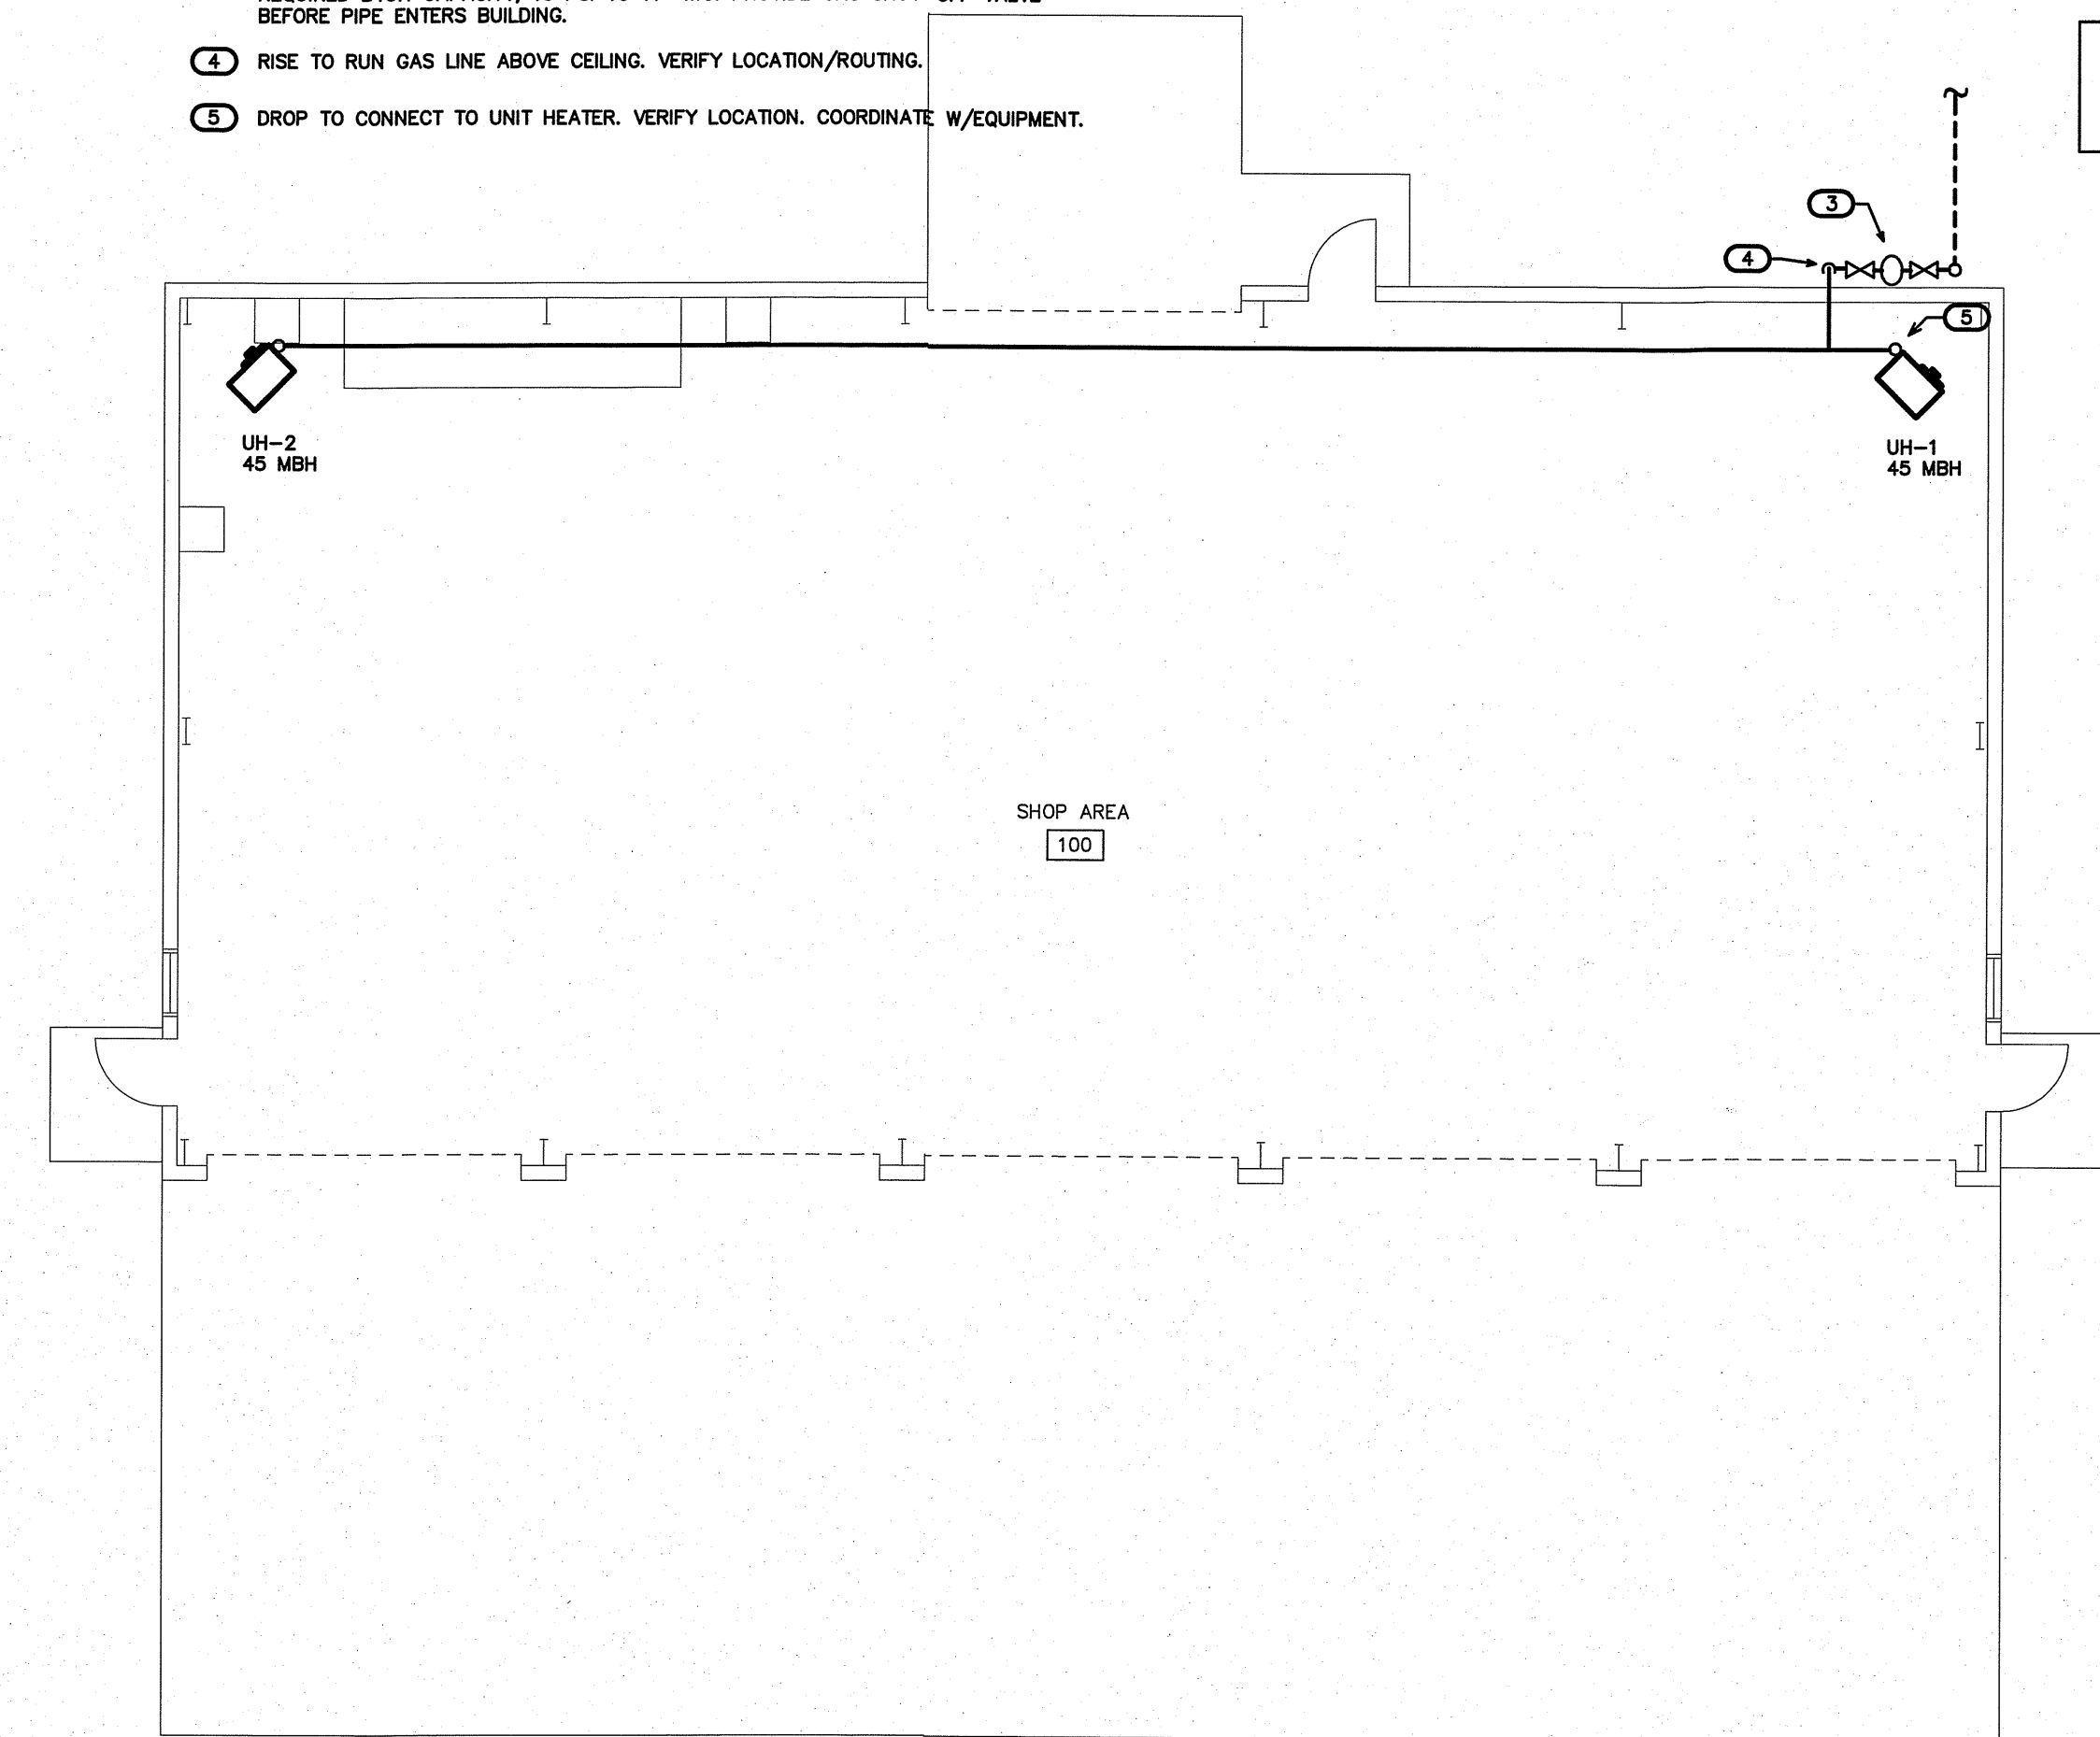 BEFORE PIPE ENTERS BUILDING.
4 RISE TO RUN GAS LINE ABOVE CEILING. VERIFY LOCATION/ROUTING.
5 DROP TO CONNECT TO UNIT HEATER. VERIFY LOCATION. COORDINATE W/EQUIPMENT.
3
4
5
UH-2
45 MBH
UH-1
45 MBH
SHOP AREA
100